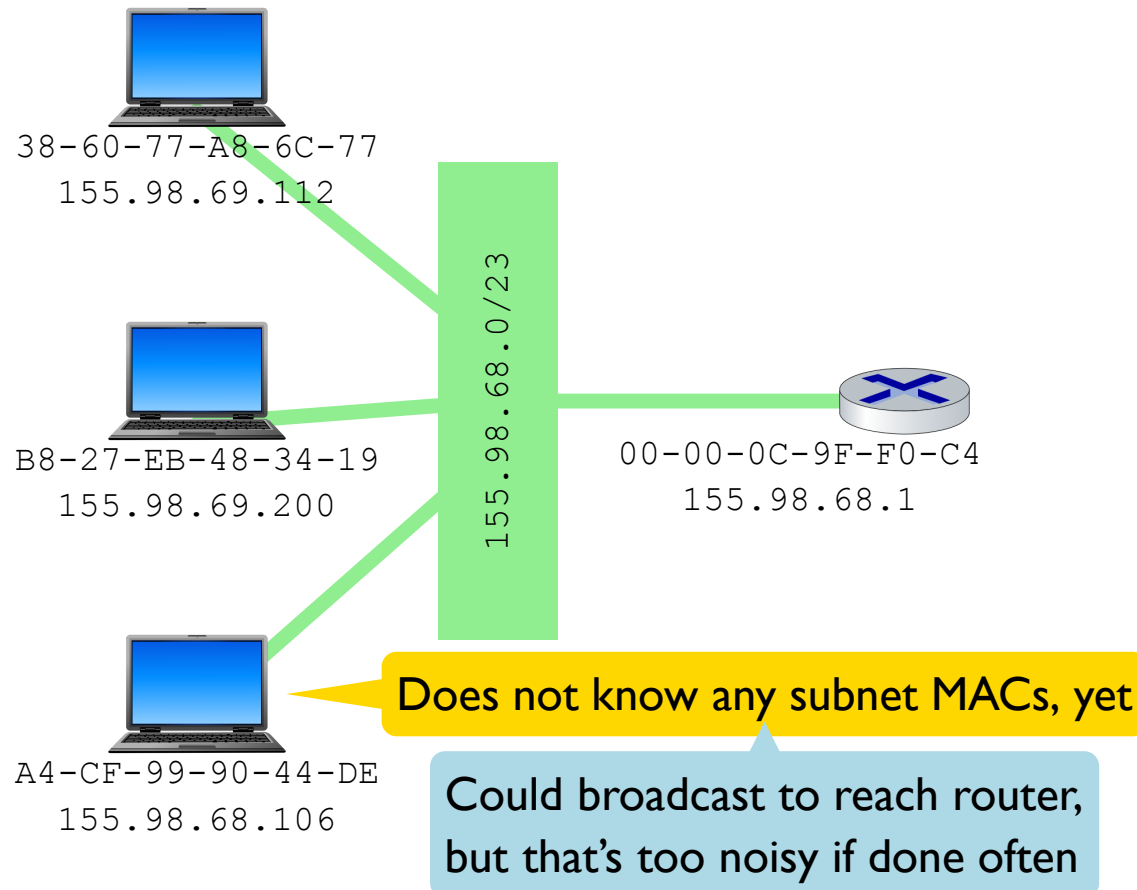 38-60-77-A8-6C-77
155.98.69.112
155.98.68.0/23
B8-27-EB-48-34-19
155.98.69.200
00-00-0C-9F-F0-C4
155.98.68.1
Does not know any subnet MACs, yet
A4-CF-99-90-44-DE
155.98.68.106
Could broadcast to reach router,
but that’s too noisy if done often